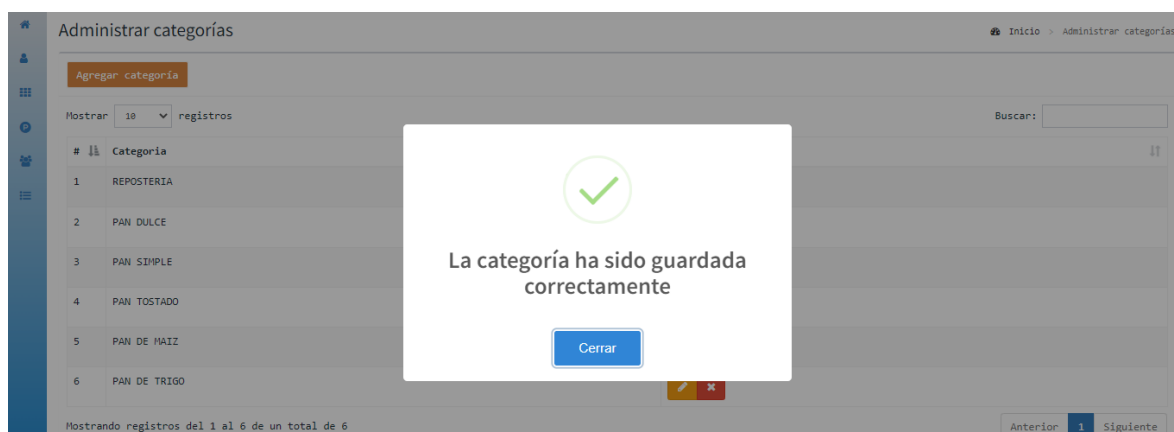 Administrar categorías
Inicio > Administrar categorías
Agregar categoría
Mostrar 10 registros
Buscar:
# Categoria
1 REPOSTERIA
2 PAN DULCE
3 PAN SIMPLE
4 PAN TOSTADO
5 PAN DE MAIZ
6 PAN DE TRIGO
La categoría ha sido guardada
correctamente
Cerrar
Mostrando registros del 1 al 6 de un total de 6
Anterior 1 Siguiente